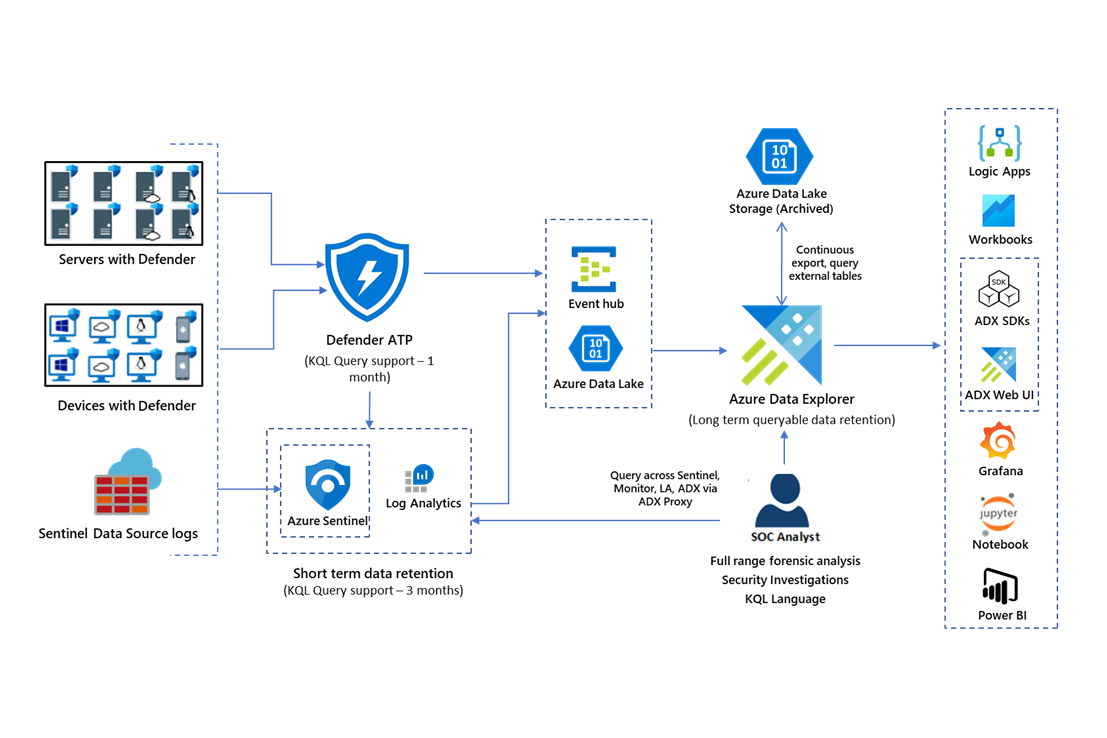 Servers with Defender
Devices with Defender
Sentinel Data Source logs
Defender ATP
(KQL Query support – 1
month)
Azure Sentinel
Log Analytics
Short term data retention
(KQL Query support – 3 months)
Event hub
10
01
Azure Data Lake
10
01
Azure Data Lake
Storage (Archived)
Continuous
export, query
external tables
Azure Data Explorer
(Long term queryable data retention)
Query across Sentinel,
Monitor, LA, ADX via
ADX Proxy
SOC Analyst
Full range forensic analysis
Security Investigations
KQL Language
Logic Apps
Workbooks
SDK
ADX SDKs
ADX Web UI
Grafana
jupyter
Notebook
Power BI